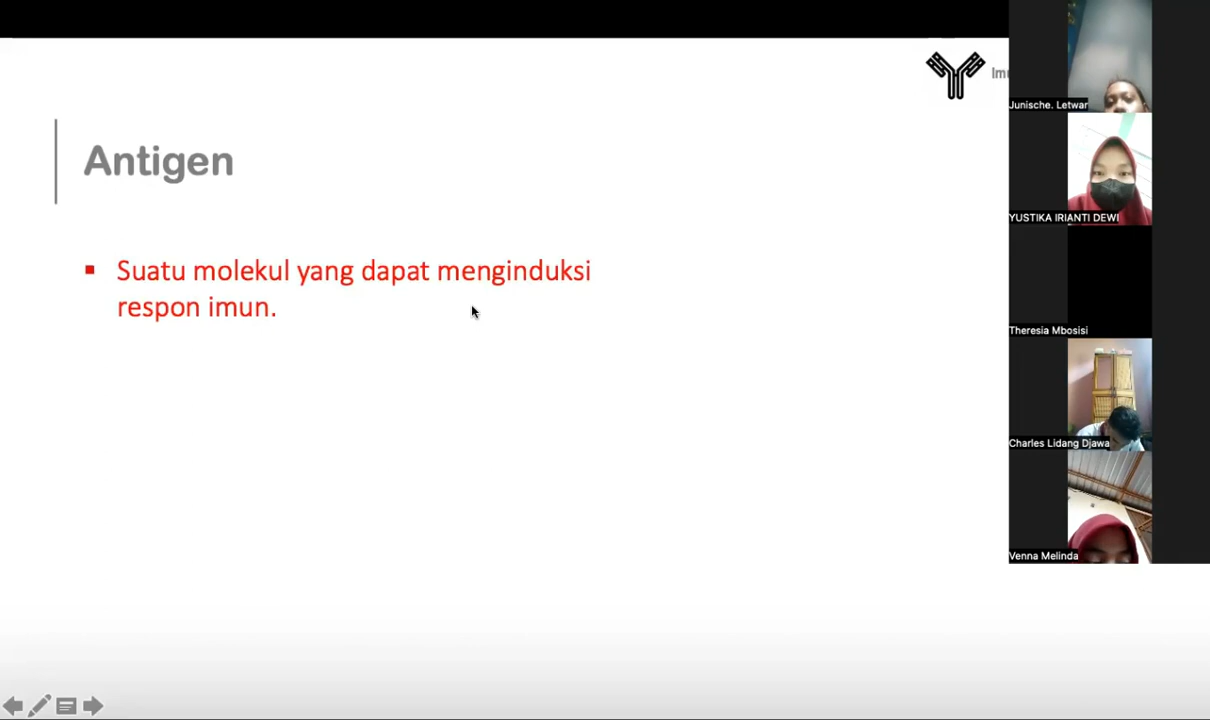 Imu
Antigen
Suatu molekul yang dapat menginduksi
respon imun.
Junische. Letwar
YUSTIKA IRIANTI DEWI
Theresia Mbosisi
Charles Lidang Djawa
Venna Melinda